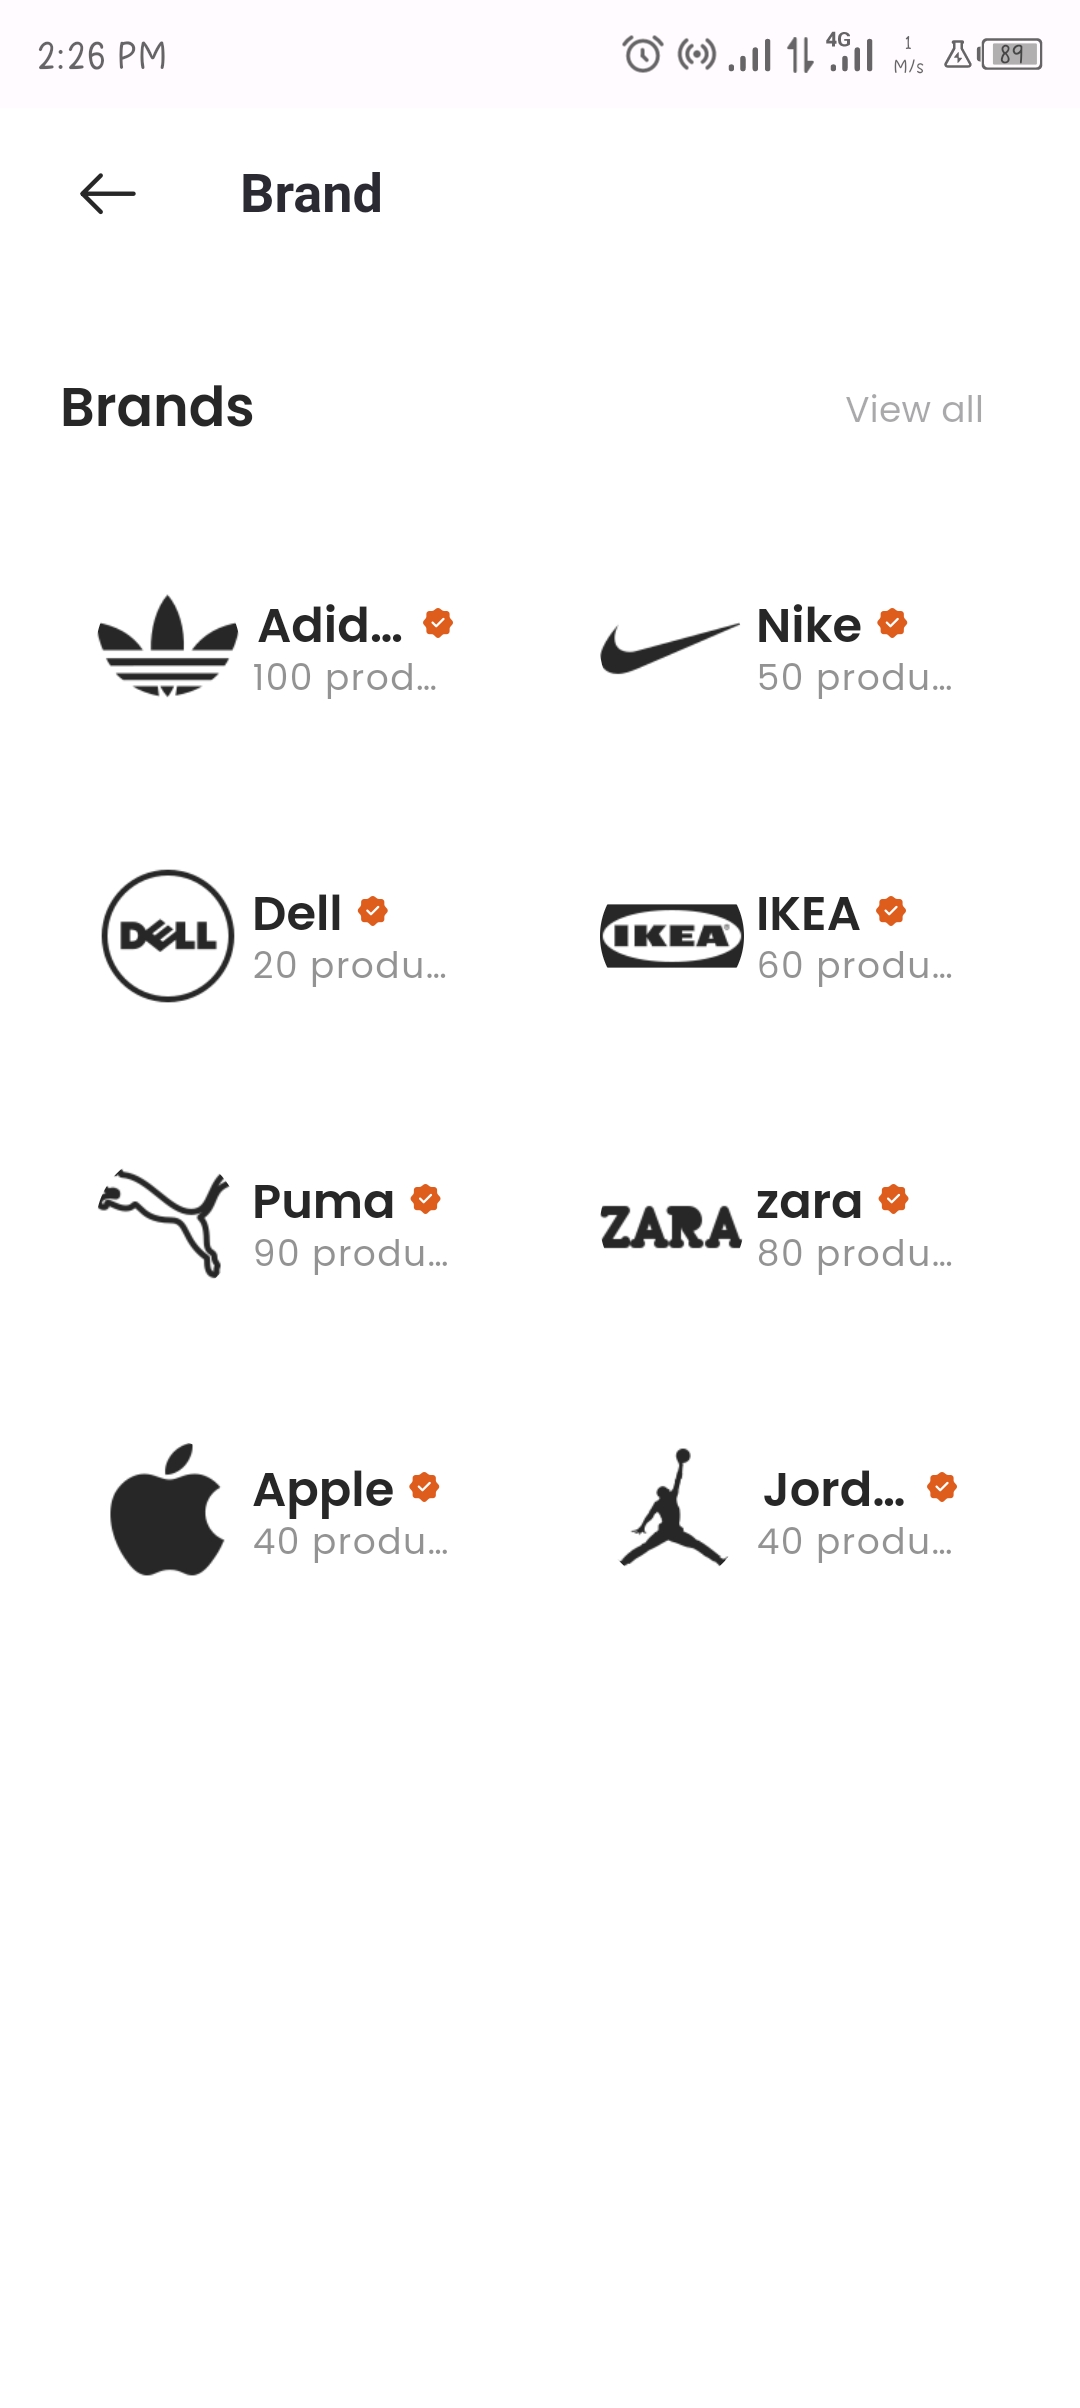 2:26 PM
4G
1
M/s
89
Brand
Brands
View all
Adid...
100 prod...
Nike
50 produ...
DELL
Dell
20 produ...
IKEA
IKEA
60 produ...
Puma
90 produ...
ZARA
zara
80 produ...
Apple
40 produ...
Jord...
40 produ...